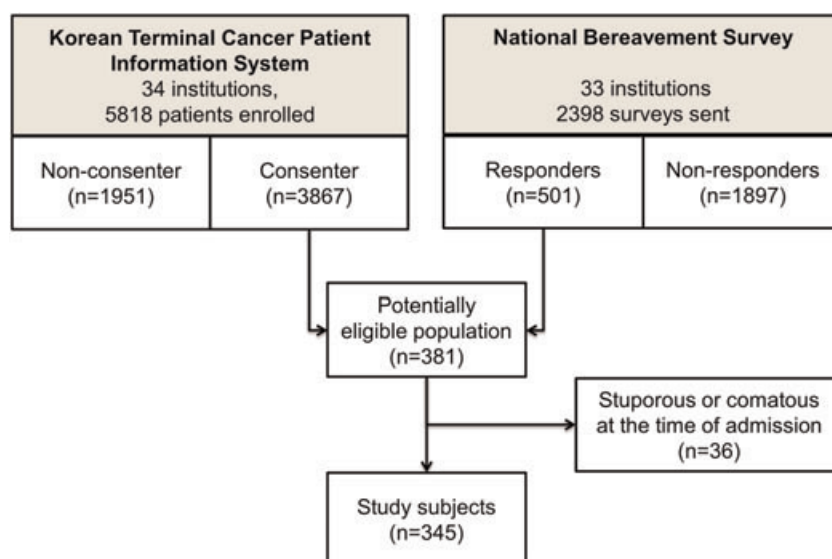 Korean Terminal Cancer Patient
Information System
34 institutions,
5818 patients enrolled
Non-consenter
(n=1951)
Consenter
(n=3867)
National Bereavement Survey
33 institutions
2398 surveys sent
Responders
(n=501)
Non-responders
(n=1897)
Potentially
eligible population
(n=381)
Stuporous or comatous
at the time of admission
(n=36)
Study subjects
(n=345)